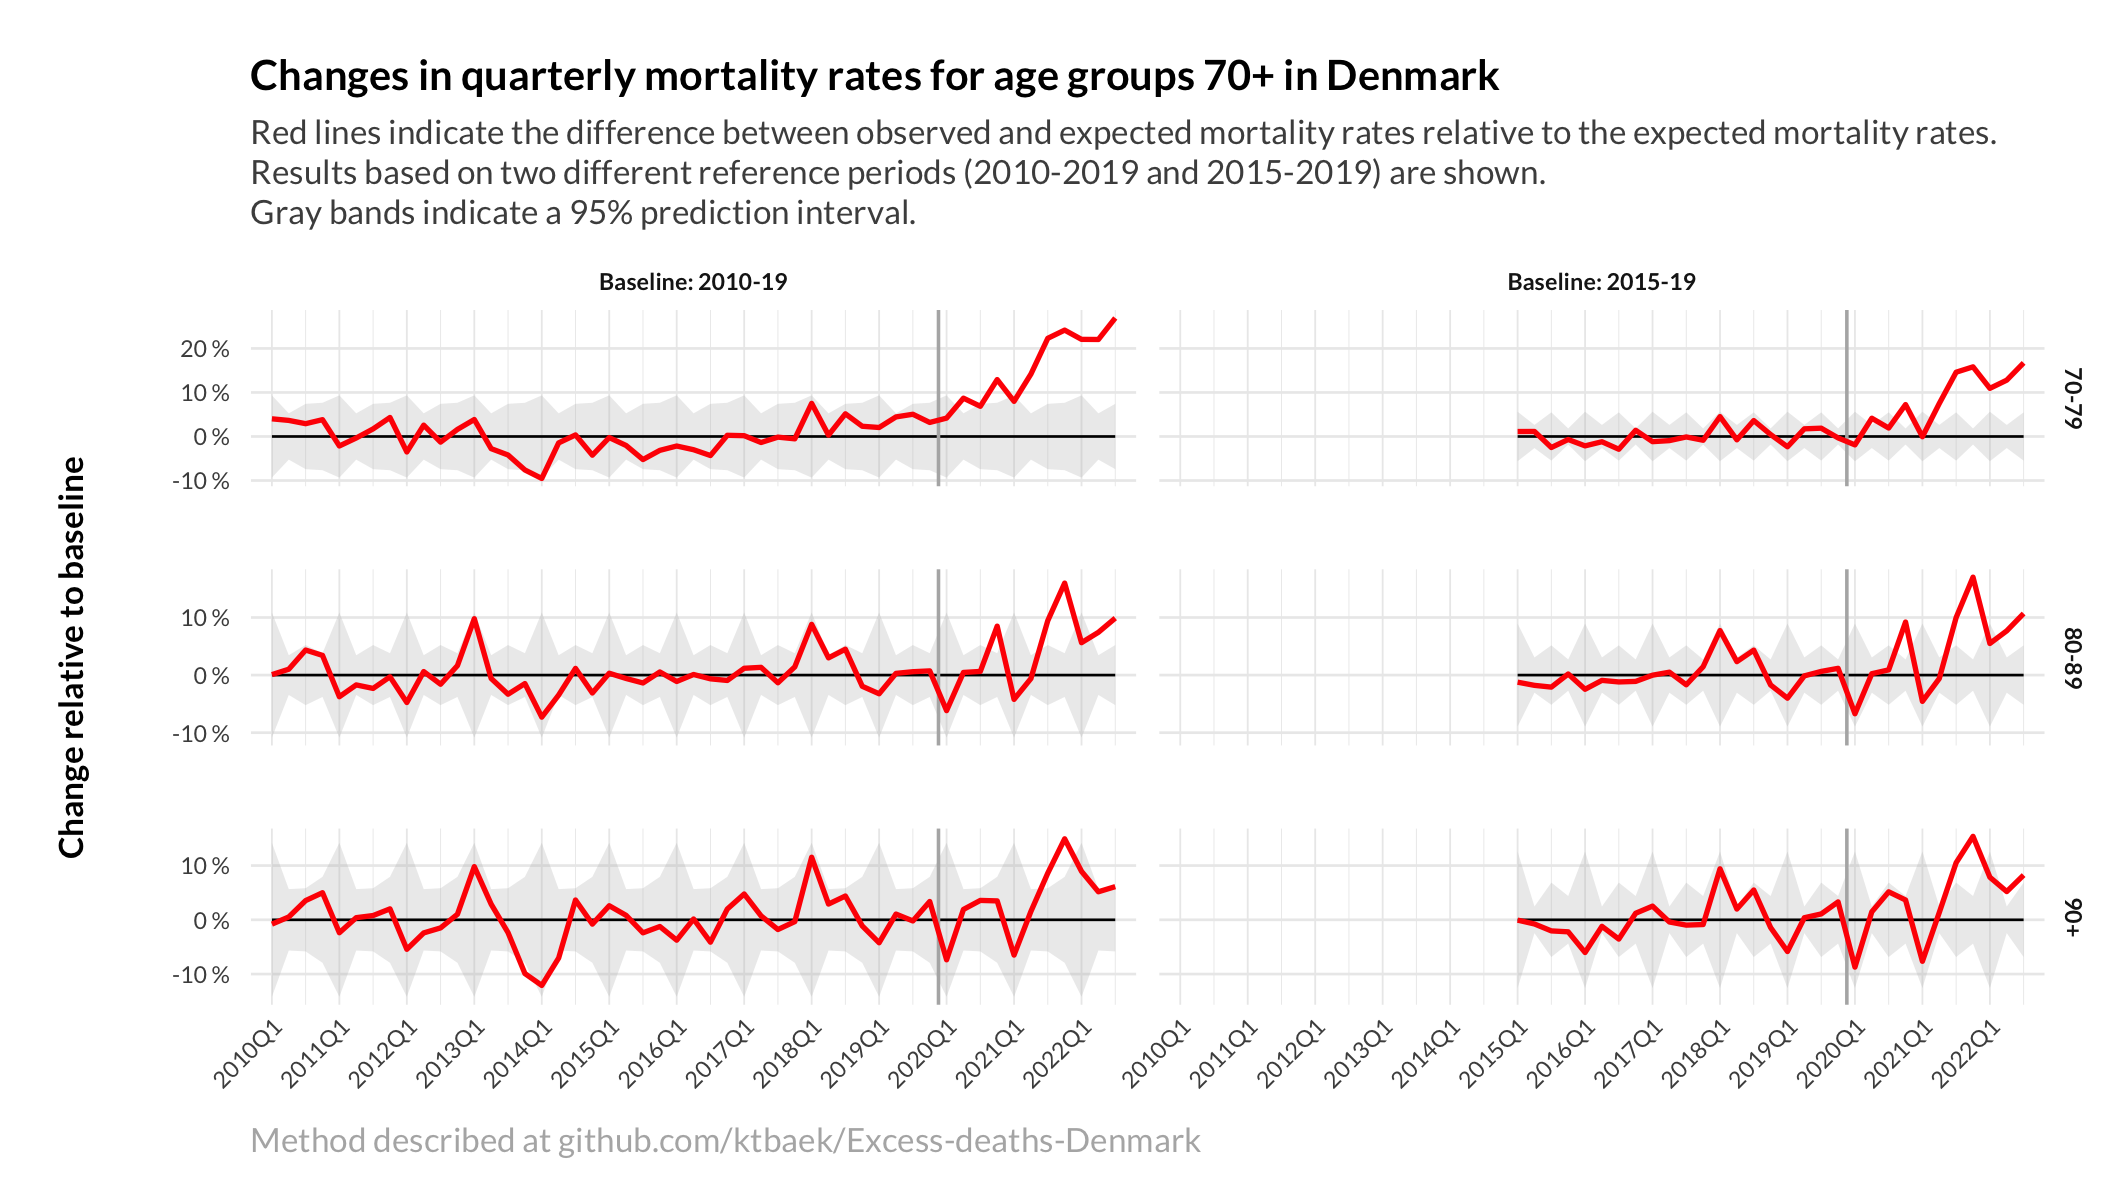 Changes in quarterly mortality rates for age groups 70+ in Denmark
Red lines indicate the difference between observed and expected mortality rates relative to the expected mortality rates.
Results based on two different reference periods (2010-2019 and 2015-2019) are shown.
Gray bands indicate a 95% prediction interval.
Baseline: 2010-19
Baseline: 2015-19
Change relative to baseline
20 %
10 %
0 %
-10 %
70-79
10 %
0 %
-10 %
80-89
10 %
0 %
-10 %
90+
2010Q1 2011Q1 2012Q1 2013Q1 2014Q1 2015Q1 2016Q1 2017Q1 2018Q1 2019Q1 2020Q1 2021Q1 2022Q1
2010Q1 2011Q1 2012Q1 2013Q1 2014Q1 2015Q1 2016Q1 2017Q1 2018Q1 2019Q1 2020Q1 2021Q1 2022Q1
Method described at github.com/ktbaek/Excess-deaths-Denmark